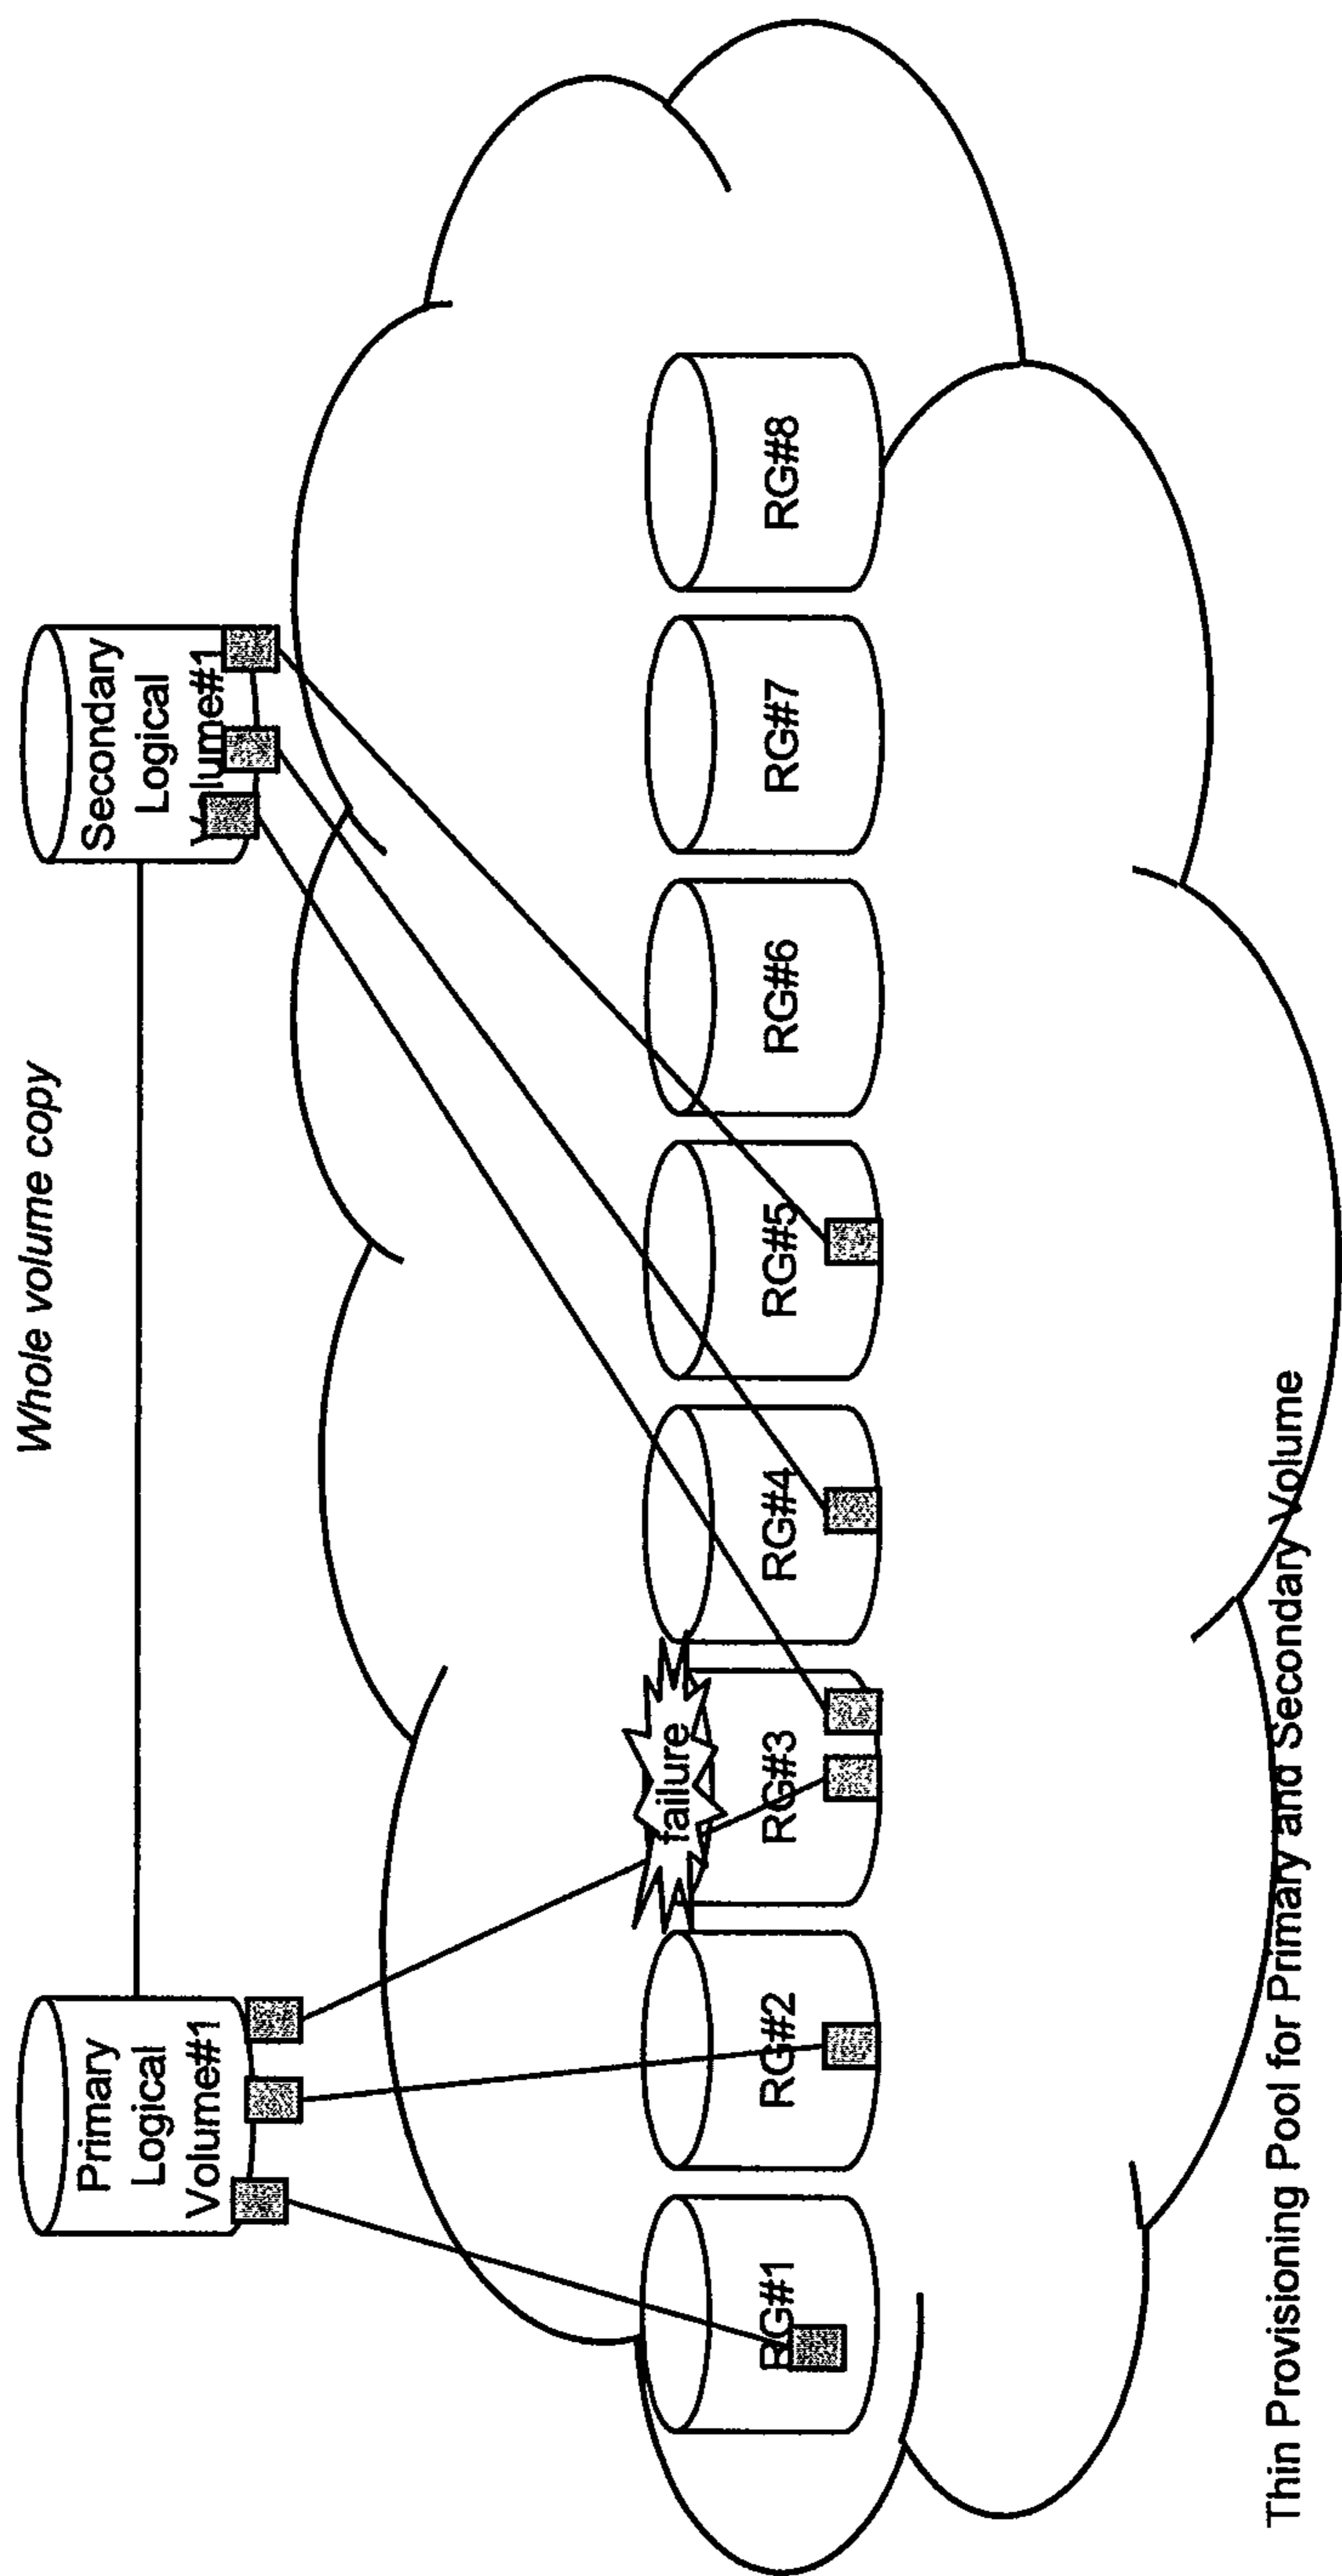 Whole volume copy
Primary
Logical
Volume#1
Secondary
Logical
Volume#1
failure
RG#1
RG#2
RG#3
RG#4
RG#5
RG#6
RG#7
RG#8
Thin Provisioning Pool for Primary and Secondary Volume